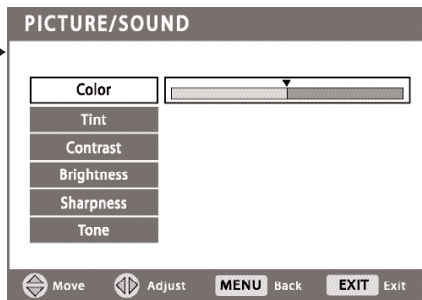 PICTURE/SOUND
Color
Tint
Contrast
Brightness
Sharpness
Tone
Move Adjust MENU Back EXIT Exit